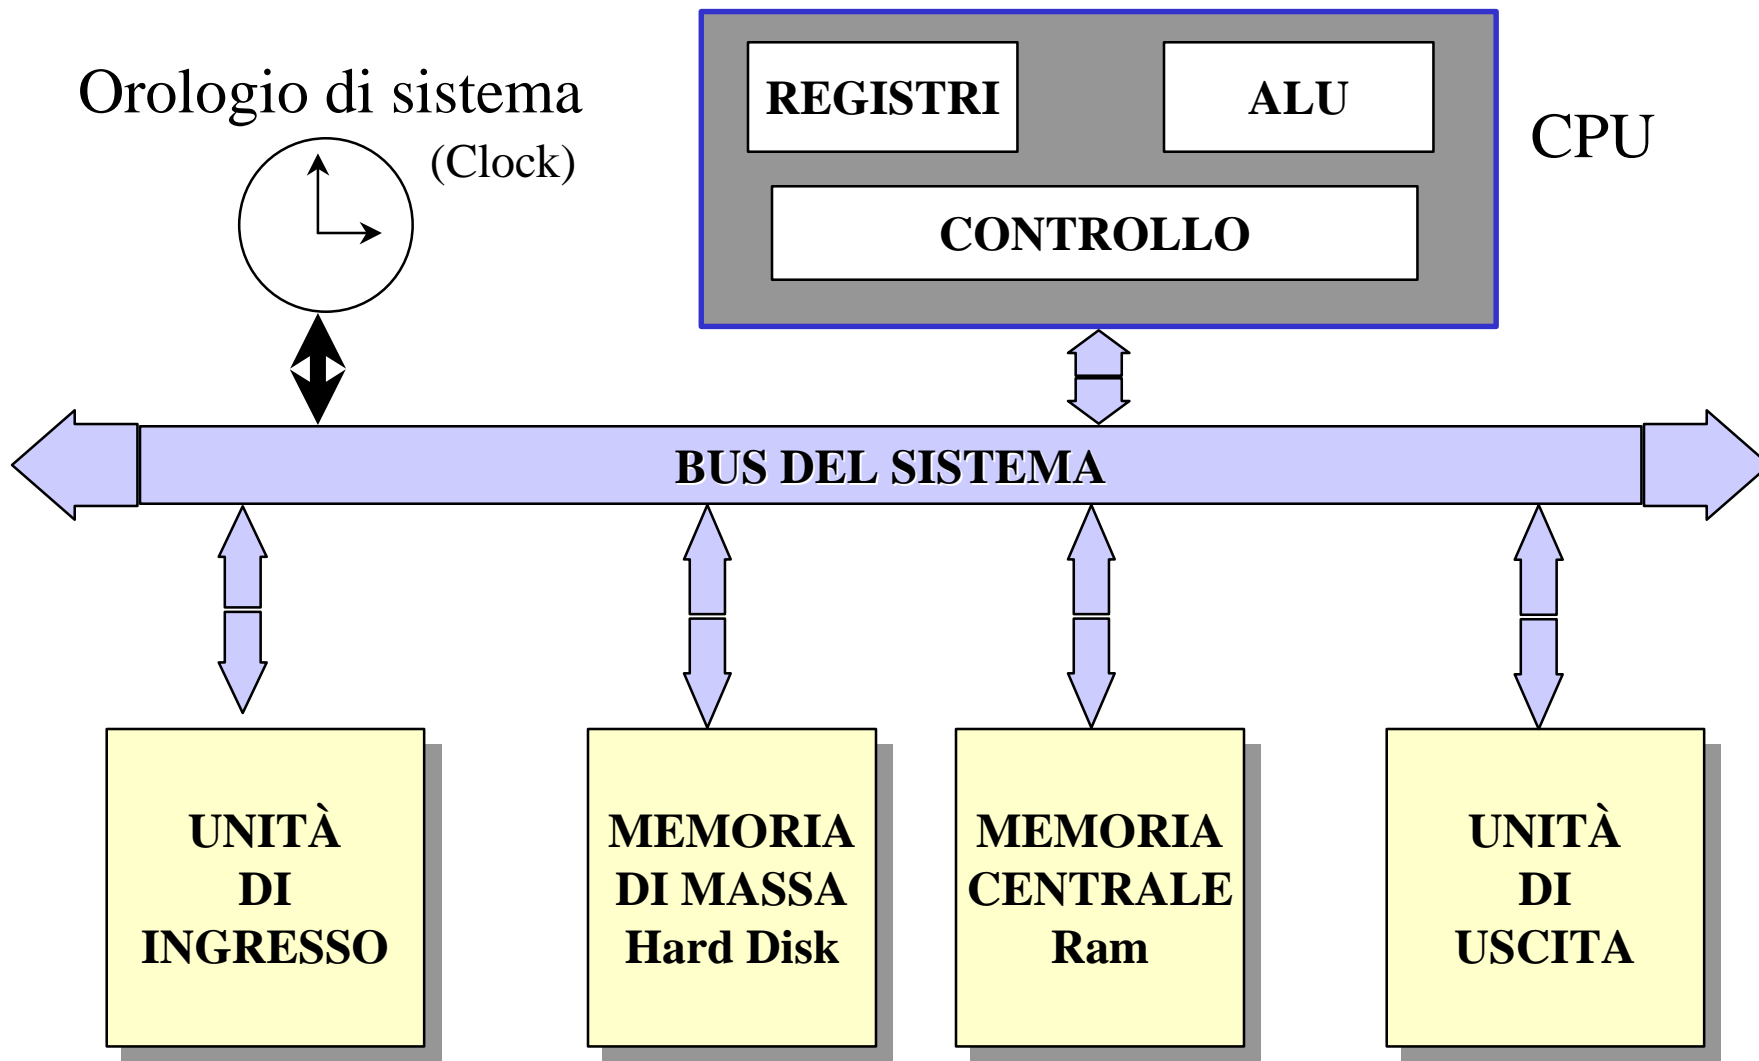 Orologio di sistema
(Clock)
REGISTRI
ALU
CONTROLLO
CPU
BUS DEL SISTEMA
UNITÀ
DI
INGRESSO
MEMORIA
DI MASSA
Hard Disk
MEMORIA
CENTRALE
Ram
UNITÀ
DI
USCITA